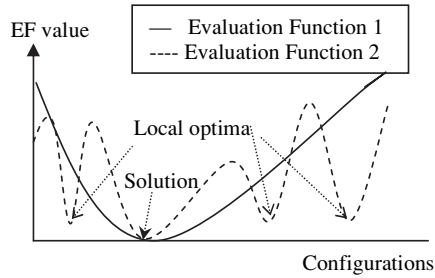 EF value
Evaluation Function 1
Evaluation Function 2
Local optima
Solution
Configurations